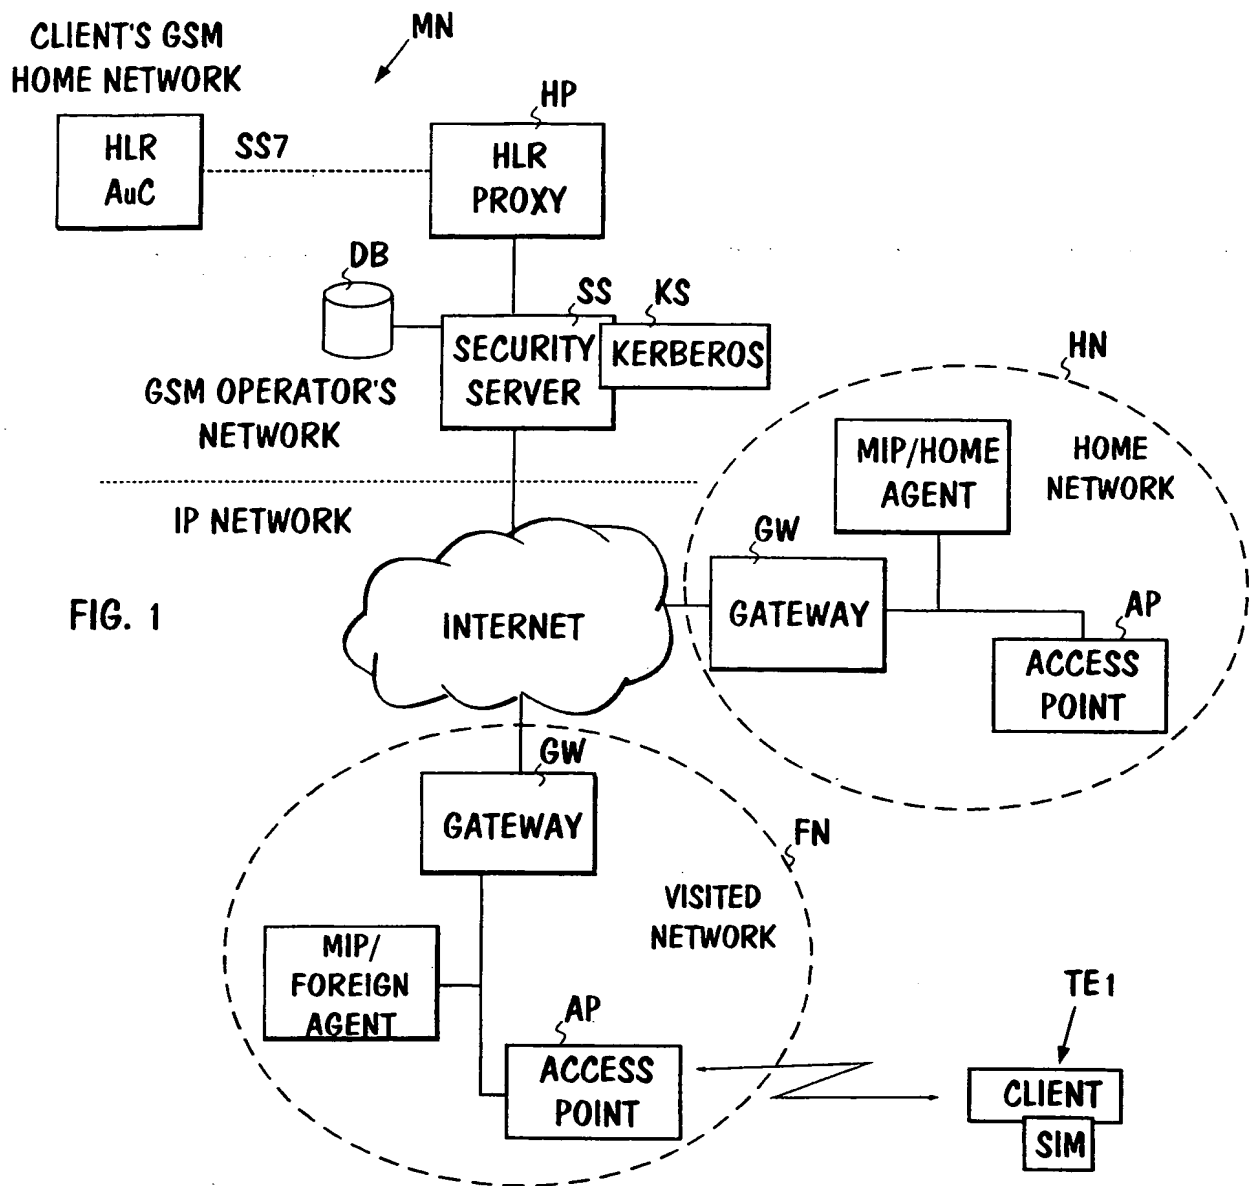 CLIENT'S GSM
HOME NETWORK
MN
HP
HLR
AuC
SS7
HLR
PROXY
DB
SS
KS
SECURITY
SERVER
KERBEROS
GSM OPERATOR'S
NETWORK
IP NETWORK
HN
MIP/HOME
AGENT
HOME
NETWORK
GW
GATEWAY
AP
ACCESS
POINT
FIG. 1
INTERNET
GW
GATEWAY
FN
VISITED
NETWORK
MIP/
FOREIGN
AGENT
AP
ACCESS
POINT
TE1
CLIENT
SIM